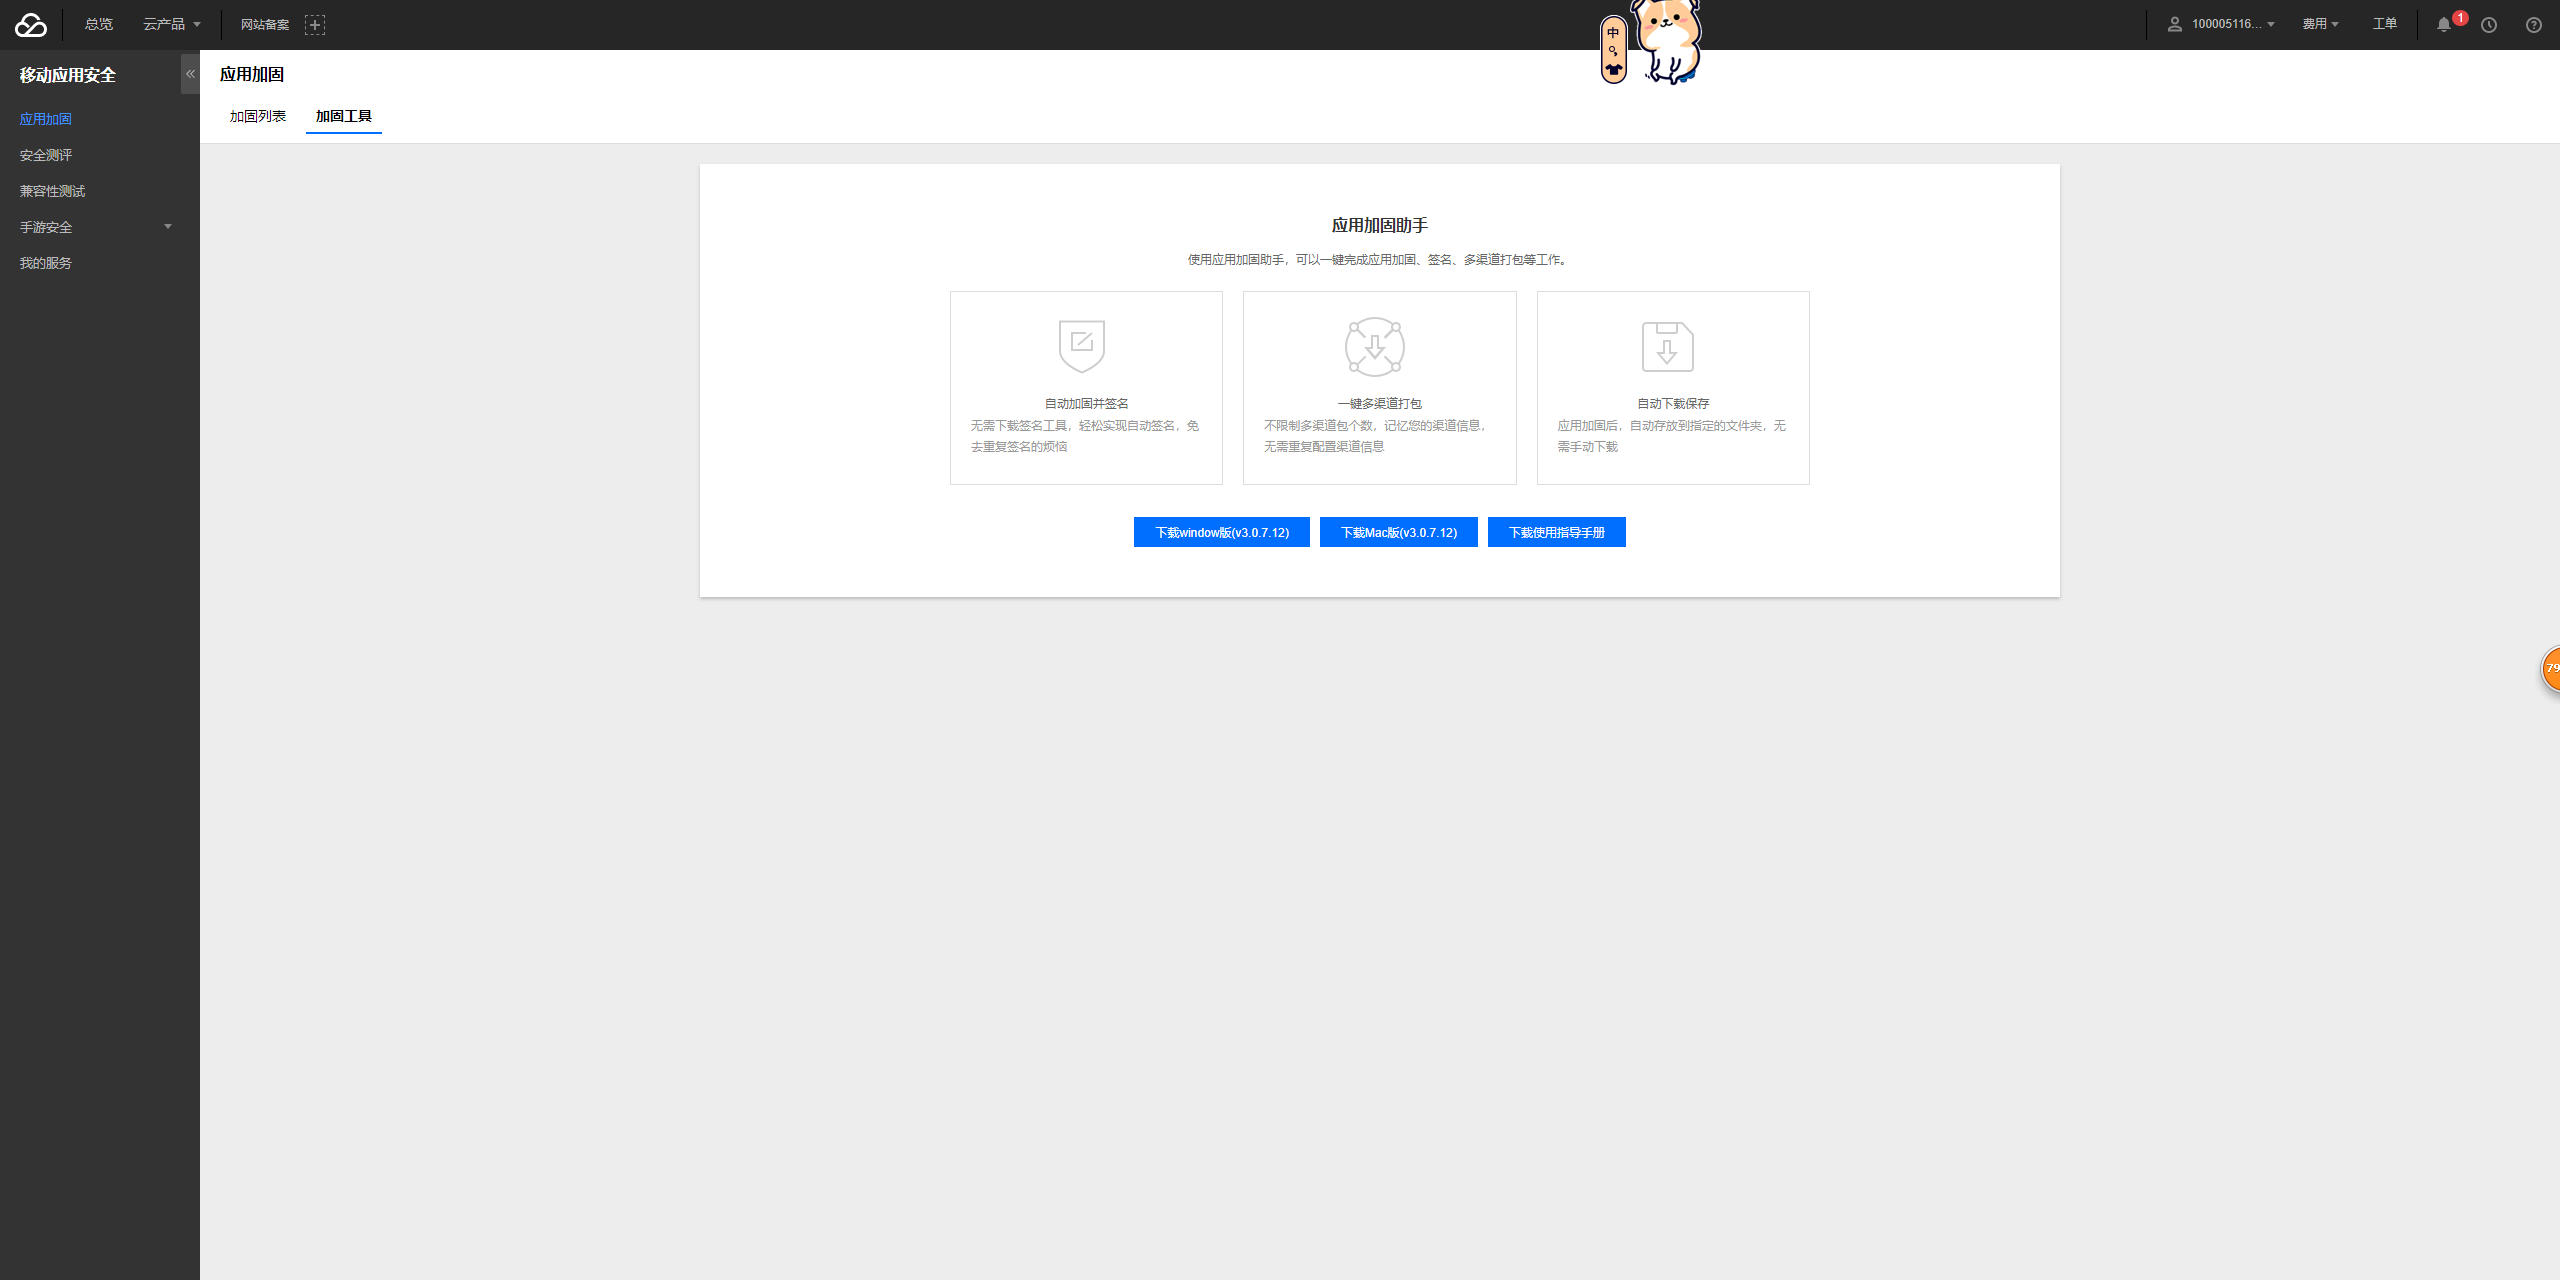 总览 云产品 网站备案 100005116... 费用 工单 1
中
移动应用安全
应用加固
安全测评
兼容性测试
手游安全
我的服务
应用加固
加固列表 加固工具
应用加固助手
使用应用加固助手，可以一键完成应用加固、签名、多渠道打包等工作。
自动加固并签名
无需下载签名工具，轻松实现自动签名，免
去重复签名的烦恼
一键多渠道打包
不限制多渠道包个数，记忆您的渠道信息，
无需重复配置渠道信息
自动下载保存
应用加固后，自动存放到指定的文件夹，无
需手动下载
下载window版(v3.0.7.12) 下载Mac版(v3.0.7.12) 下载使用指导手册
79